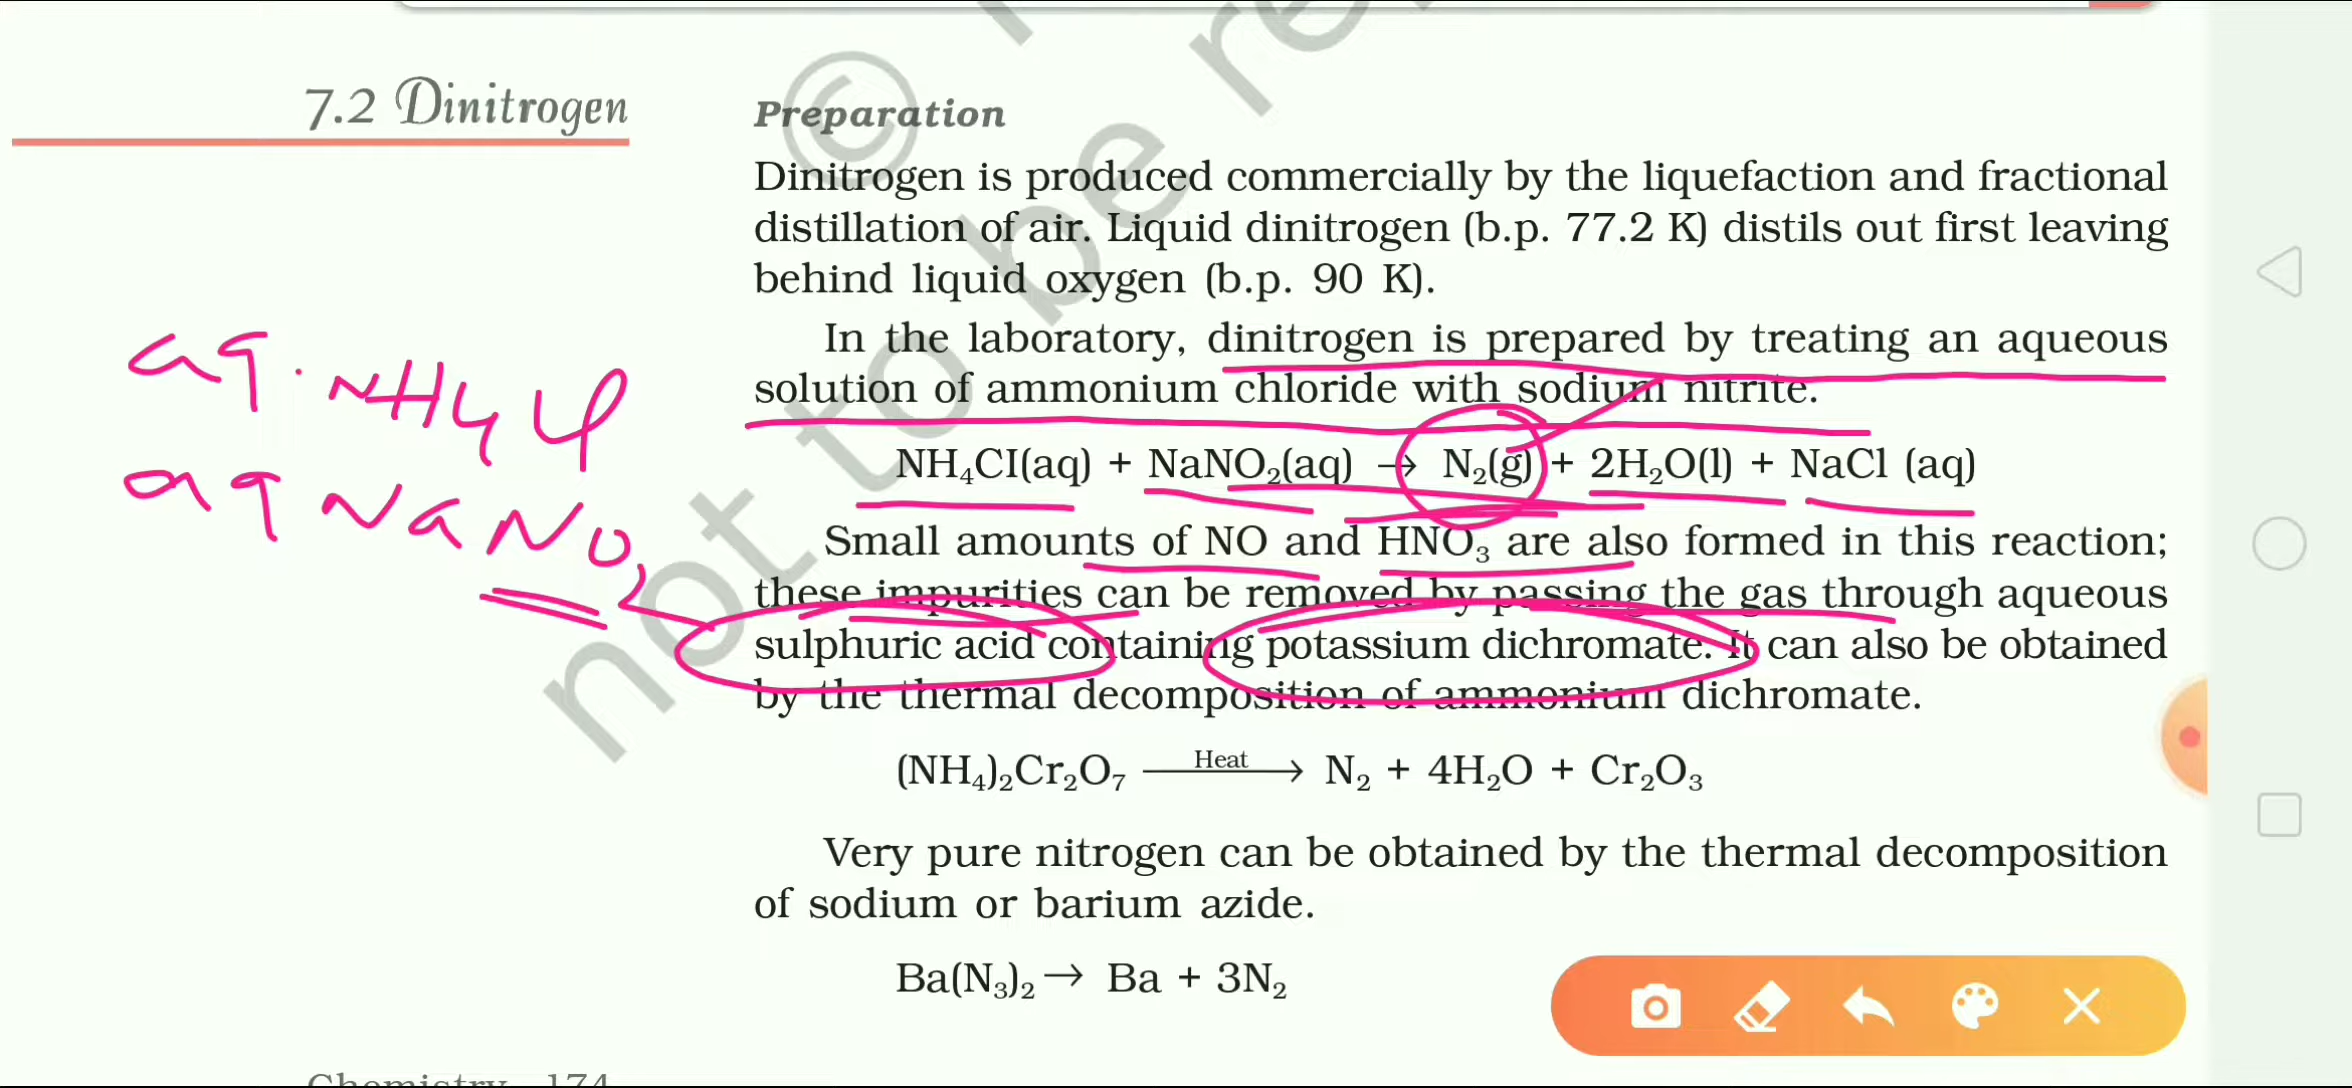 7.2 Dinitrogen
Preparation
Dinitrogen is produced commercially by the liquefaction and fractional
distillation of air. Liquid dinitrogen (b.p. 77.2 K) distils out first leaving
behind liquid oxygen (b.p. 90 K).
In the laboratory, dinitrogen is prepared by treating an aqueous
solution of ammonium chloride with sodium nitrite.
NH₄CI(aq) + NaNO₂(aq) → N₂(g) + 2H₂O(l) + NaCl (aq)
Small amounts of NO and HNO₃ are also formed in this reaction;
these impurities can be removed by passing the gas through aqueous
sulphuric acid containing potassium dichromate. It can also be obtained
by the thermal decomposition of ammonium dichromate.
(NH₄)₂Cr₂O₇ Heat → N₂ + 4H₂O + Cr₂O₃
Very pure nitrogen can be obtained by the thermal decomposition
of sodium or barium azide.
Ba(N₃)₂ → Ba + 3N₂
aq. NH4Cl
aq NaNO2
© not to be re
Chemistry 174